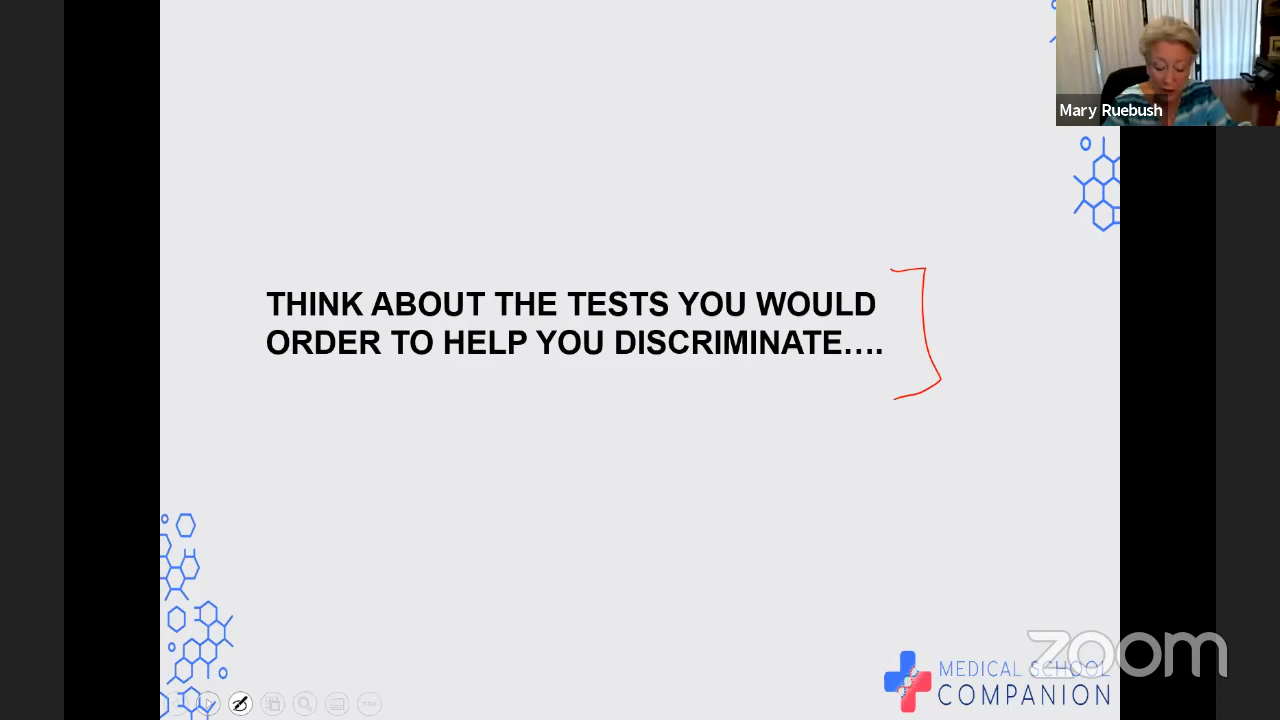 Mary Ruebush
THINK ABOUT THE TESTS YOU WOULD
ORDER TO HELP YOU DISCRIMINATE....
zoom
MEDICAL SCHOOL
COMPANION